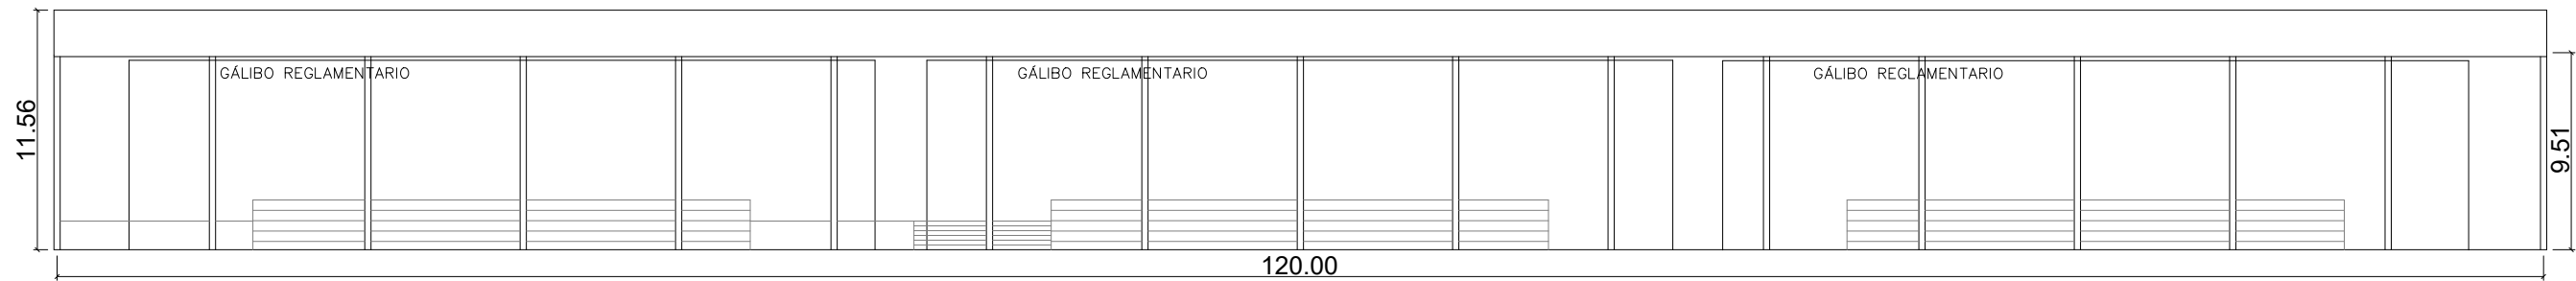 GÁLIBO REGLAMENTARIO
GÁLIBO REGLAMENTARIO
GÁLIBO REGLAMENTARIO
11.56
9.51
120.00